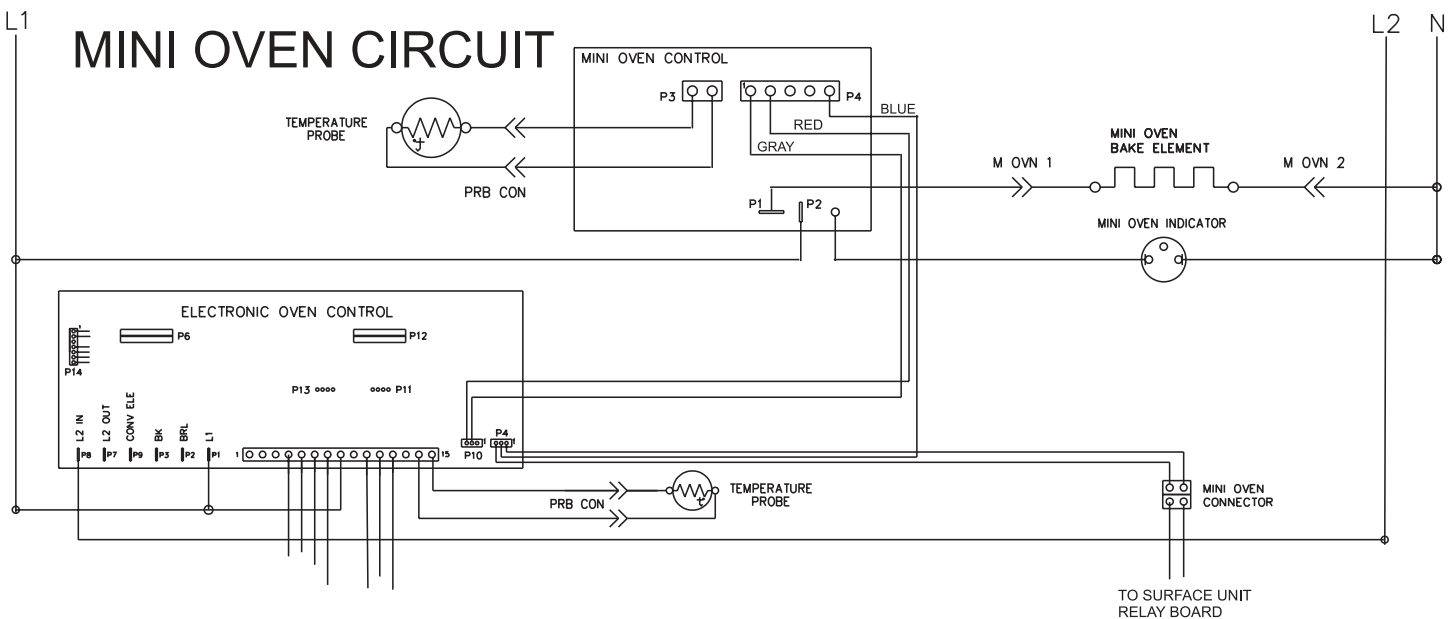 L1
L2 N
MINI OVEN CIRCUIT
MINI OVEN CONTROL
P3
1
P4
BLUE
RED
GRAY
TEMPERATURE
PROBE
t
PRB CON
MINI OVEN
BAKE ELEMENT
M OVN 1
M OVN 2
P1
P2
MINI OVEN INDICATOR
ELECTRONIC OVEN CONTROL
P6
P12
P14
P13
P11
L2 IN
L2 OUT
CONV ELE
BK
BRL
L1
P8
P7
P9
P3
P2
P1
1
15
P10
1
P4
1
PRB CON
t
TEMPERATURE
PROBE
MINI OVEN
CONNECTOR
TO SURFACE UNIT
RELAY BOARD